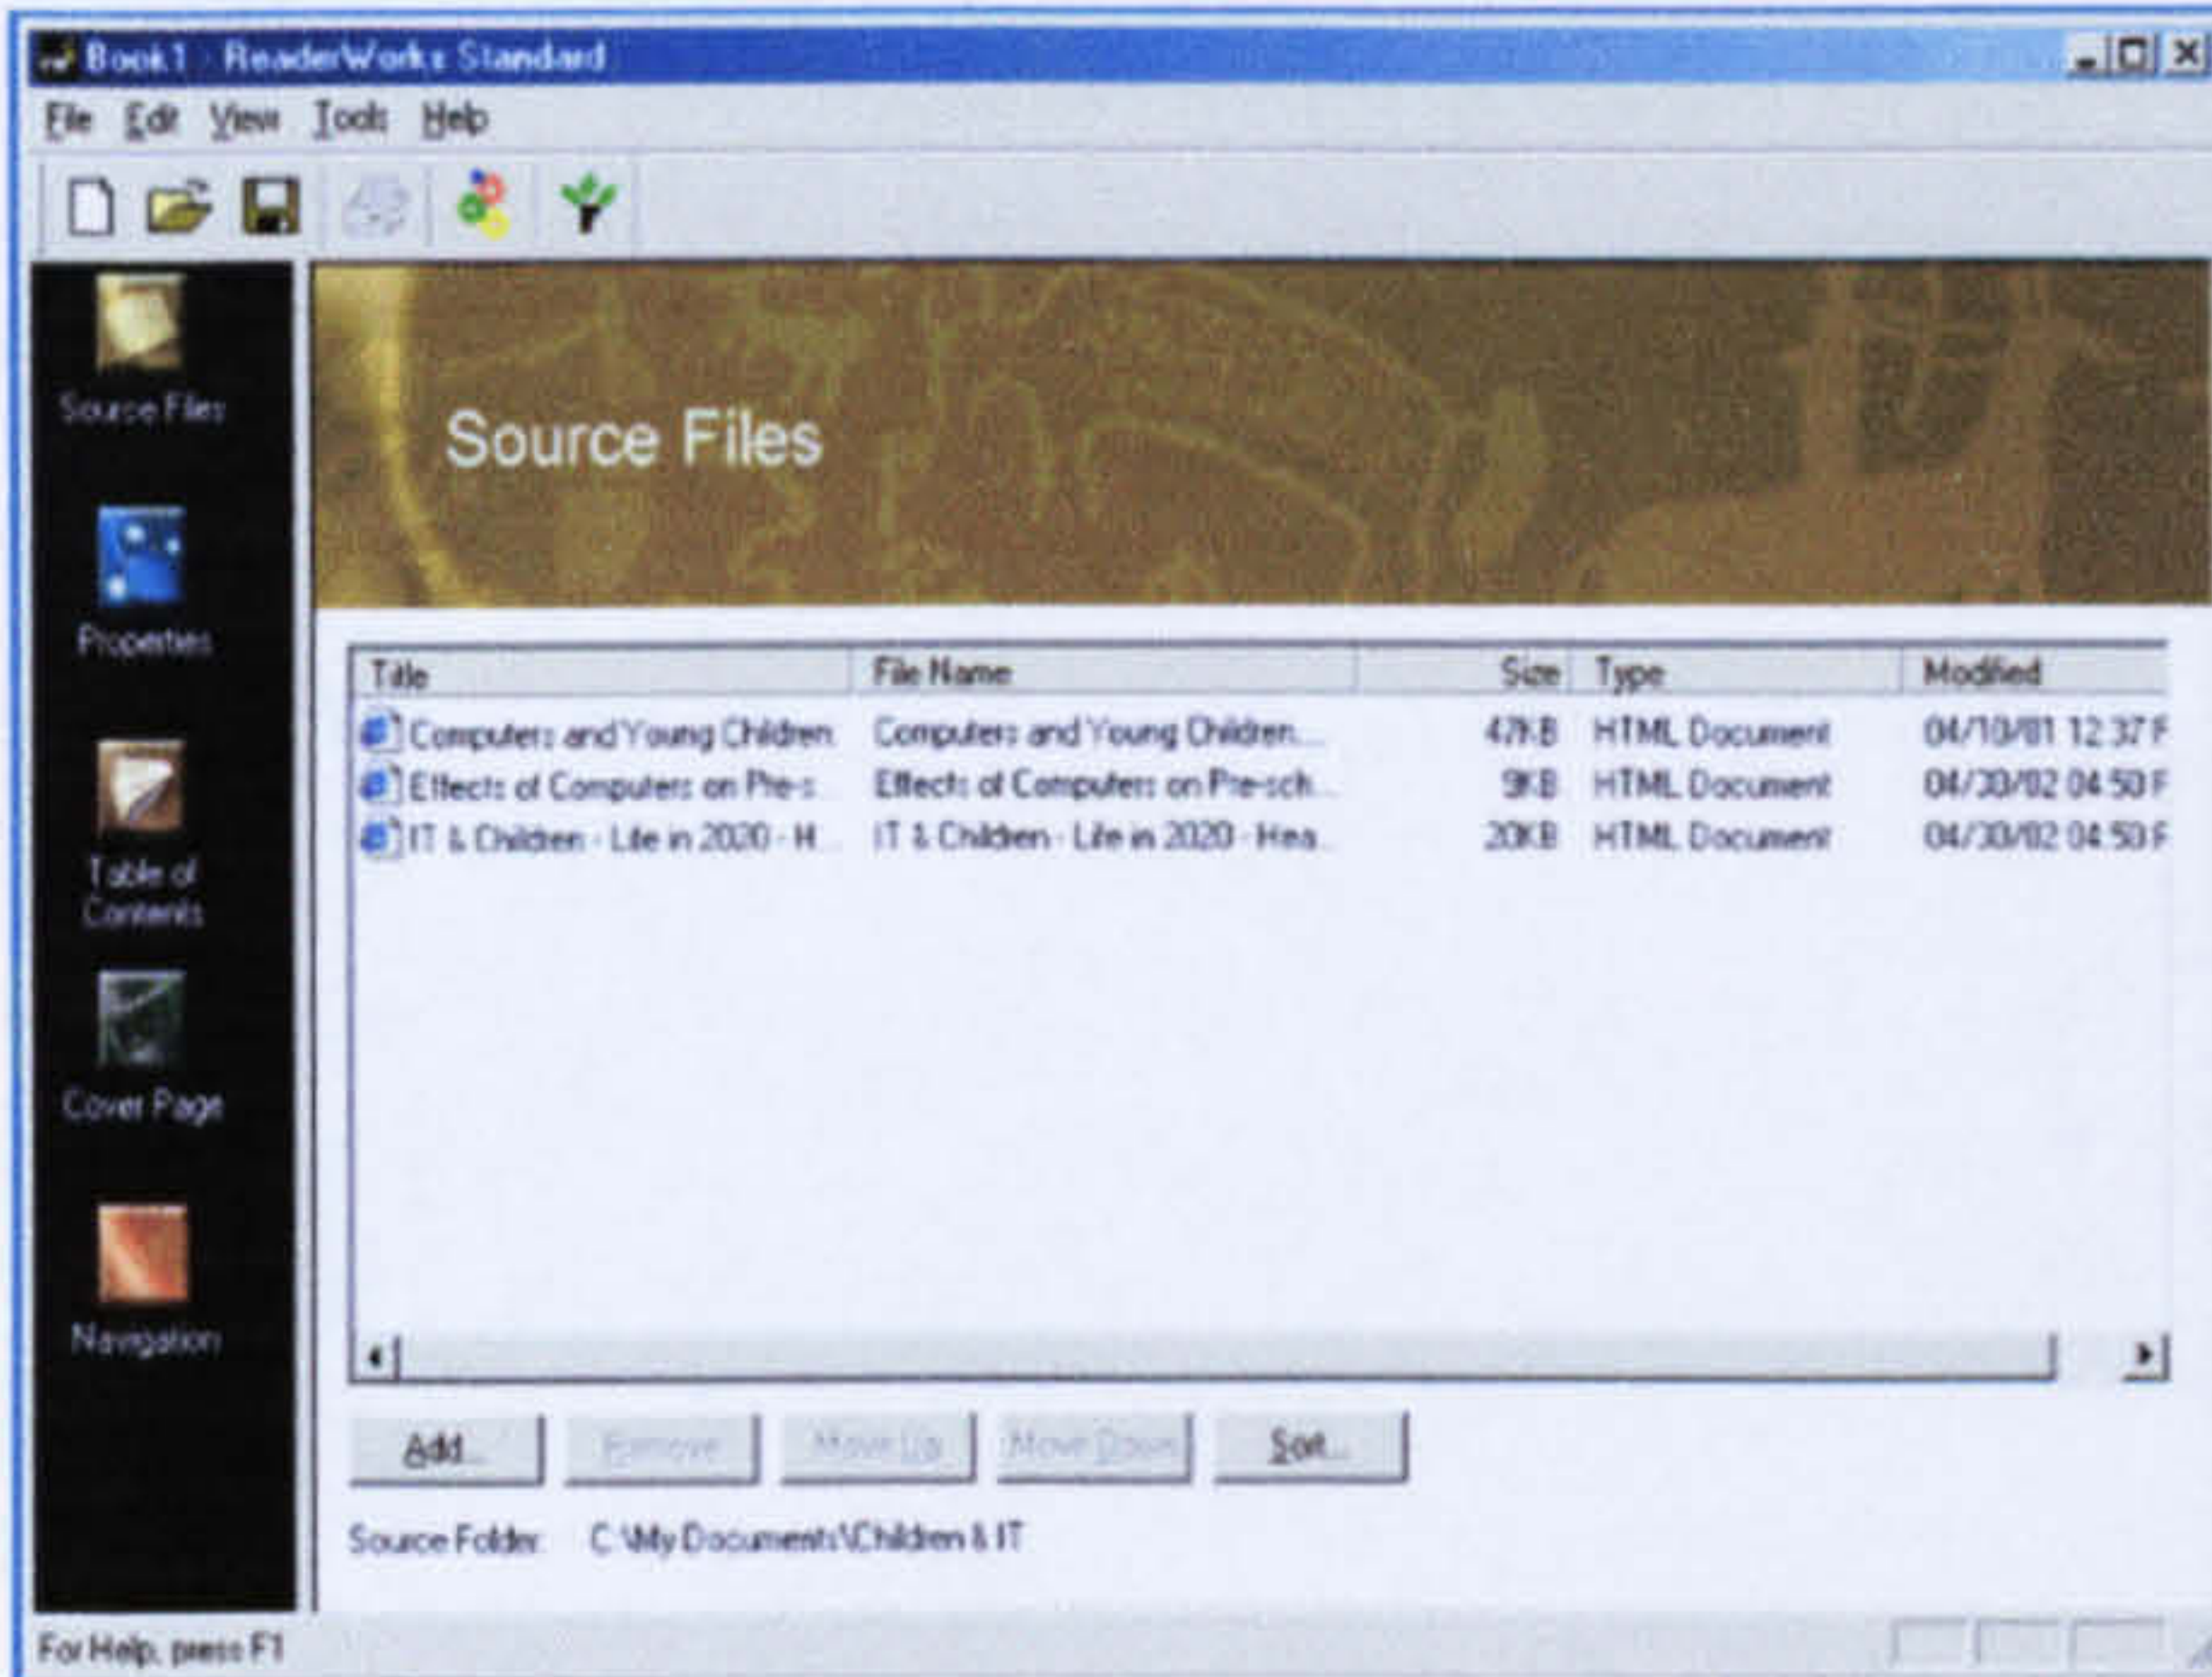 Book1 - ReaderWorks Standard
File Edit View Tools Help
Source Files
Properties
Table of
Contents
Cover Page
Navigation
Source Files
Title File Name Size Type Modified
Computers and Young Children Computers and Young Children... 47KB HTML Document 04/10/01 12:37 P
Effects of Computers on Pre-s... Effects of Computers on Pre-sch... 9KB HTML Document 04/30/02 04:50 P
IT & Children - Life in 2020 - H... IT & Children - Life in 2020 - Hea... 20KB HTML Document 04/30/02 04:50 P
Add... Remove Move Up Move Down Sort...
Source Folder: C:\My Documents\Children & IT
For Help, press F1